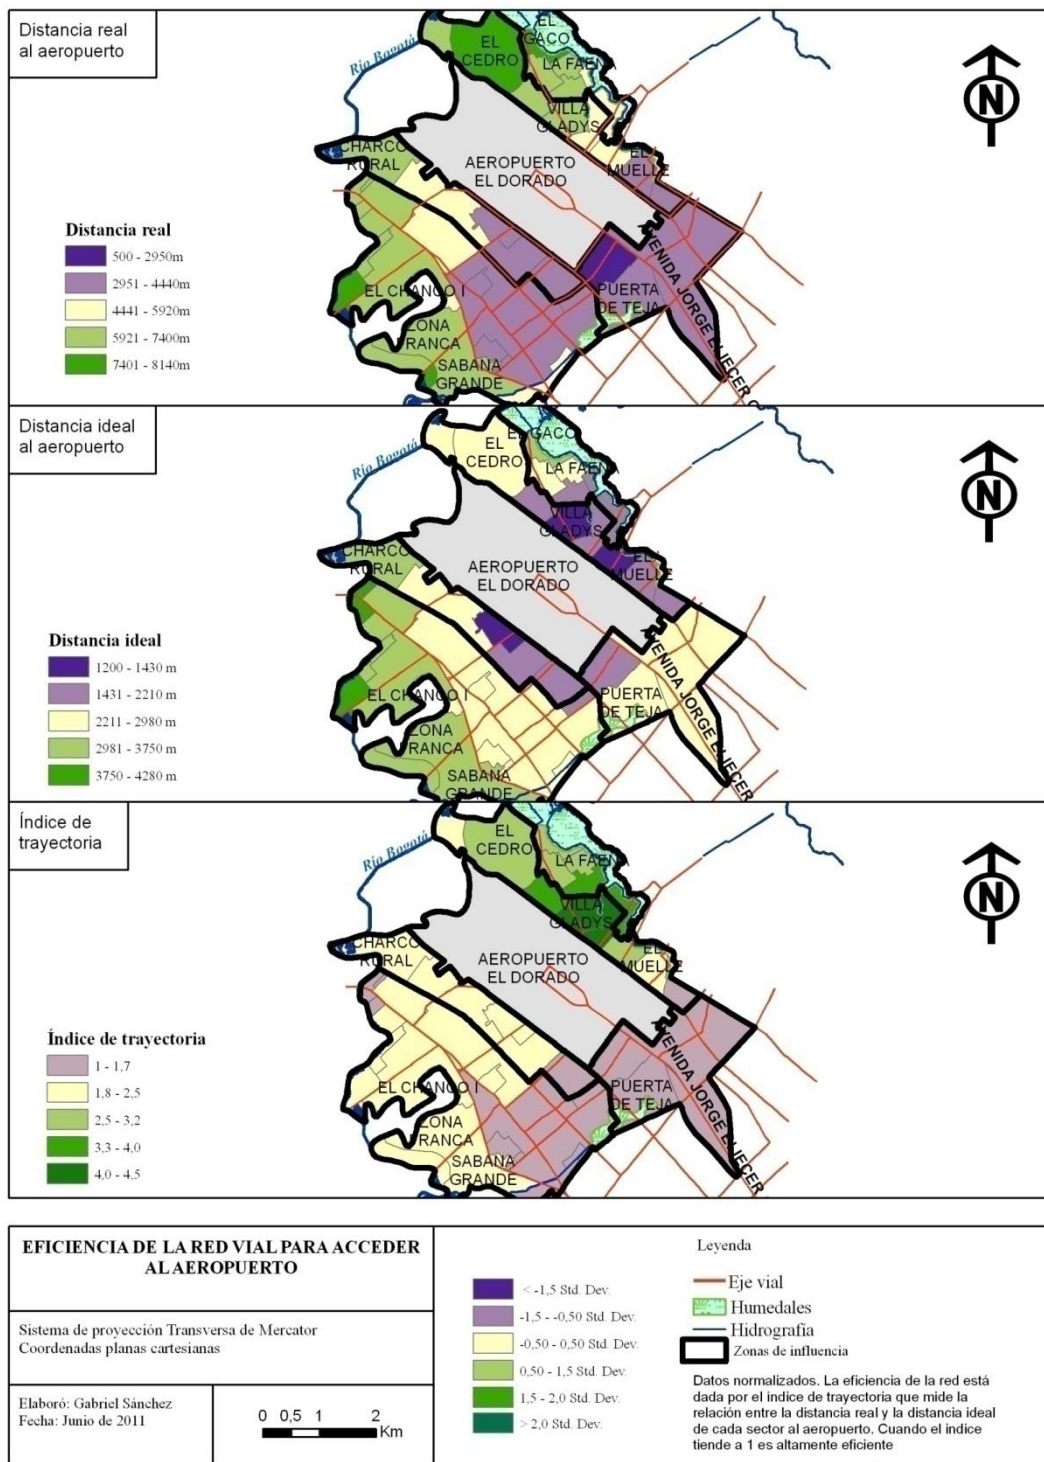 Distancia real
al aeropuerto
Río Bogotá
EL
GACO
EL
CEDRO
LA FAENA
VILLA
GLADYS
CHARCO
RURAL
AEROPUERTO
EL DORADO
EL
MUELLE
N
Distancia real
500 - 2950m
2951 - 4440m
4441 - 5920m
5921 - 7400m
7401 - 8140m
EL CHANCO I
PUERTA
DE TEJA
ZONA
FRANCA
SABANA
GRANDE
AVENIDA JORGE ELIECER G
Distancia ideal
al aeropuerto
Río Bogotá
EL GACO
EL
CEDRO
LA FAENA
VILLA
GLADYS
CHARCO
RURAL
AEROPUERTO
EL DORADO
EL
MUELLE
N
Distancia ideal
1200 - 1430 m
1431 - 2210 m
2211 - 2980 m
2981 - 3750 m
3750 - 4280 m
EL CHANCO I
PUERTA
DE TEJA
ZONA
FRANCA
SABANA
GRANDE
AVENIDA JORGE ELIECER
Índice de
trayectoria
Río Bogotá
EL
CEDRO
LA FAENA
VILLA
GLADYS
CHARCO
RURAL
AEROPUERTO
EL DORADO
EL
MUELLE
N
Índice de trayectoria
1 - 1,7
1,8 - 2,5
2,5 - 3,2
3,3 - 4,0
4,0 - 4,5
EL CHANCO I
PUERTA
DE TEJA
ZONA
FRANCA
SABANA
GRANDE
AVENIDA JORGE ELIECER
EFICIENCIA DE LA RED VIAL PARA ACCEDER
AL AEROPUERTO
Sistema de proyección Transversa de Mercator
Coordenadas planas cartesianas
Elaboró: Gabriel Sánchez
Fecha: Junio de 2011
0 0,5 1 2
Km
< -1,5 Std. Dev.
-1,5 - -0,50 Std. Dev.
-0,50 - 0,50 Std. Dev.
0,50 - 1,5 Std. Dev.
1,5 - 2,0 Std. Dev.
> 2,0 Std. Dev.
Leyenda
Eje vial
Humedales
Hidrografía
Zonas de influencia
Datos normalizados. La eficiencia de la red está
dada por el índice de trayectoria que mide la
relación entre la distancia real y la distancia ideal
de cada sector al aeropuerto. Cuando el indice
tiende a 1 es altamente eficiente